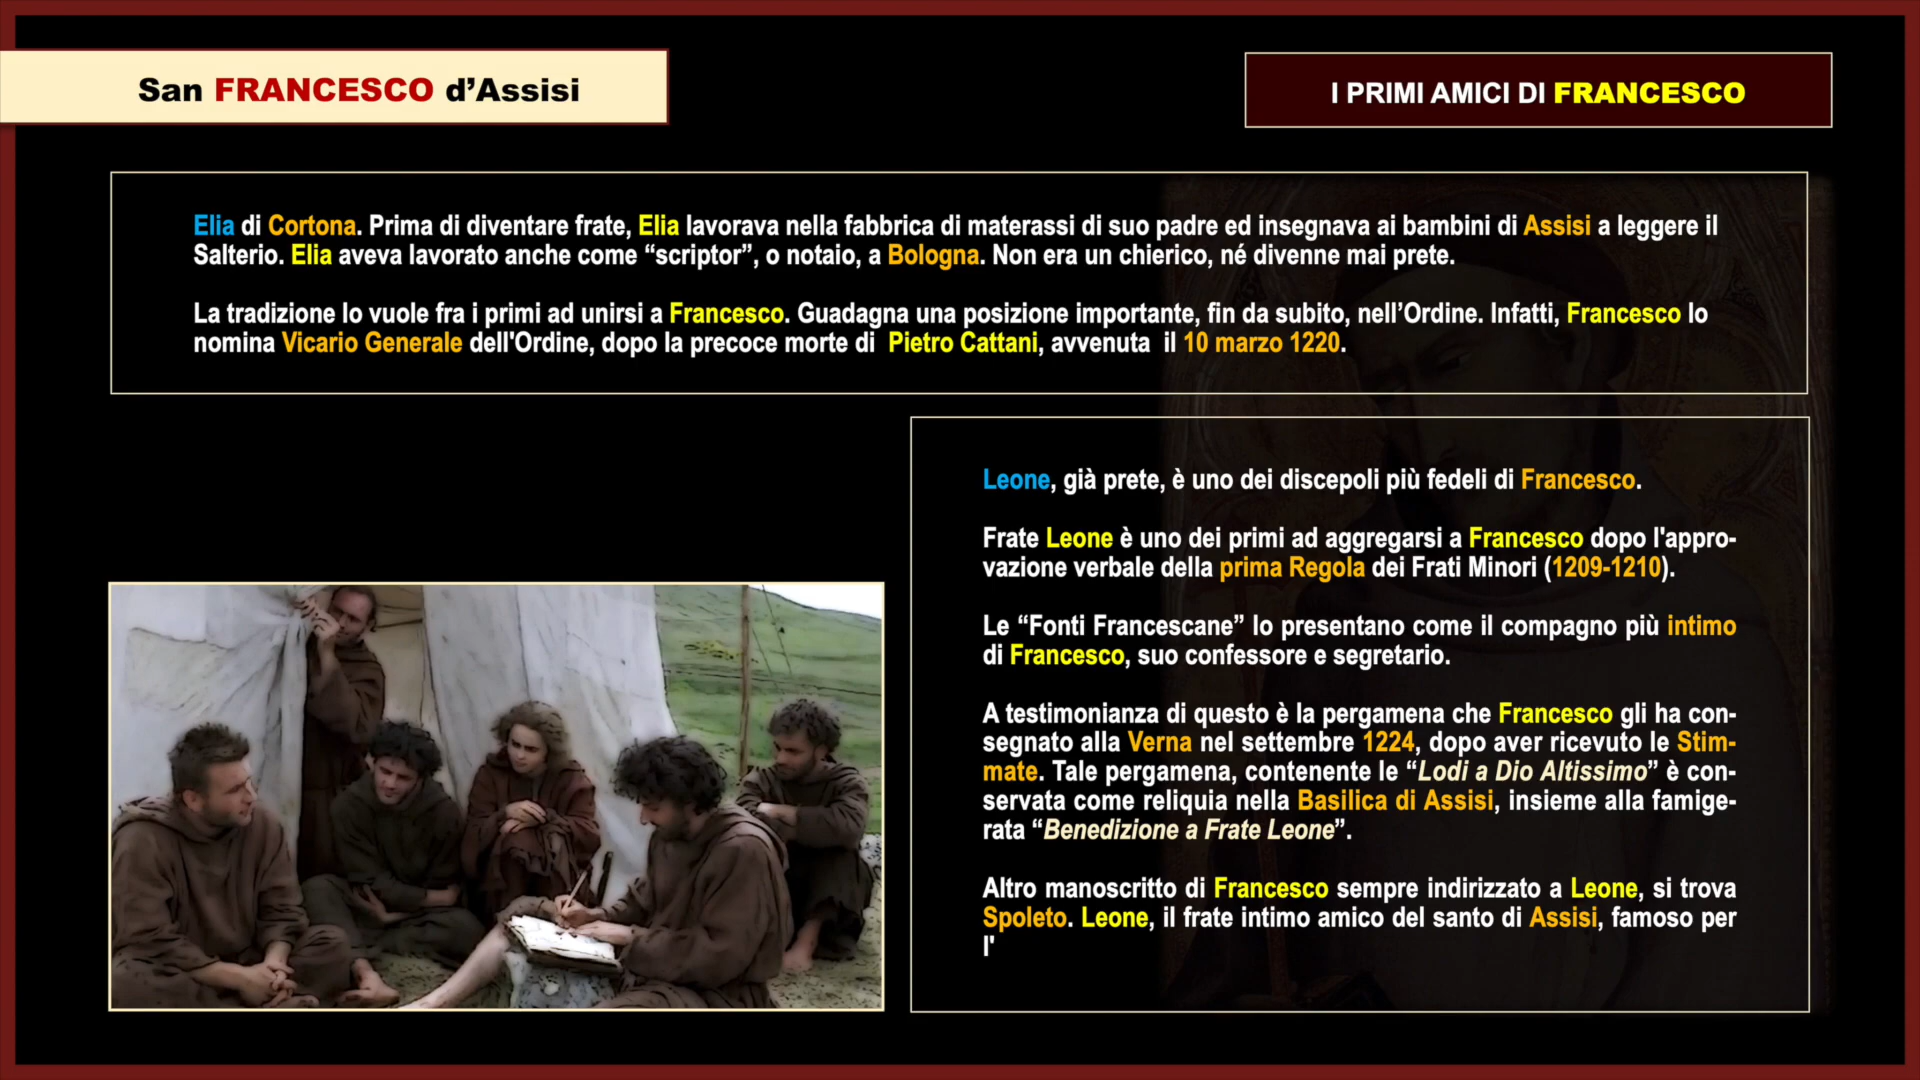 San FRANCESCO d’Assisi
I PRIMI AMICI DI FRANCESCO
Elia di Cortona. Prima di diventare frate, Elia lavorava nella fabbrica di materassi di suo padre ed insegnava ai bambini di Assisi a leggere il
Salterio. Elia aveva lavorato anche come “scriptor”, o notaio, a Bologna. Non era un chierico, né divenne mai prete.
La tradizione lo vuole fra i primi ad unirsi a Francesco. Guadagna una posizione importante, fin da subito, nell’Ordine. Infatti, Francesco lo
nomina Vicario Generale dell'Ordine, dopo la precoce morte di Pietro Cattani, avvenuta il 10 marzo 1220.
Leone, già prete, è uno dei discepoli più fedeli di Francesco.
Frate Leone è uno dei primi ad aggregarsi a Francesco dopo l'appro-
vazione verbale della prima Regola dei Frati Minori (1209-1210).
Le “Fonti Francescane” lo presentano come il compagno più intimo
di Francesco, suo confessore e segretario.
A testimonianza di questo è la pergamena che Francesco gli ha con-
segnato alla Verna nel settembre 1224, dopo aver ricevuto le Stim-
mate. Tale pergamena, contenente le “Lodi a Dio Altissimo” è con-
servata come reliquia nella Basilica di Assisi, insieme alla famige-
rata “Benedizione a Frate Leone”.
Altro manoscritto di Francesco sempre indirizzato a Leone, si trova
Spoleto. Leone, il frate intimo amico del santo di Assisi, famoso per
l'